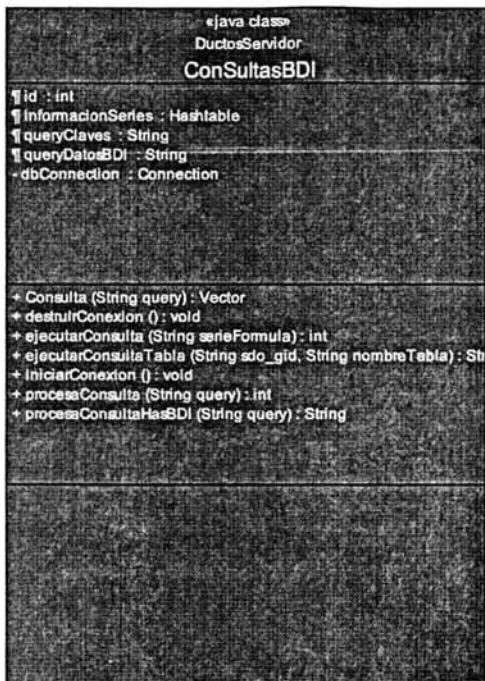 «java class»
DuctosServidor
ConSultasBDI
¶ id : int
¶ InformacionSeries : Hashtable
¶ queryClaves : String
¶ queryDatosBDI : String
- dbConnection : Connection
+ Consulta (String query) : Vector
+ destruirConexion () : void
+ ejecutarConsulta (String serieFormula) : int
+ ejecutarConsultaTabla (String sdo_gid, String nombreTabla) : Str
+ iniciarConexion () : void
+ procesaConsulta (String query) : int
+ procesaConsultaHasBDI (String query) : String